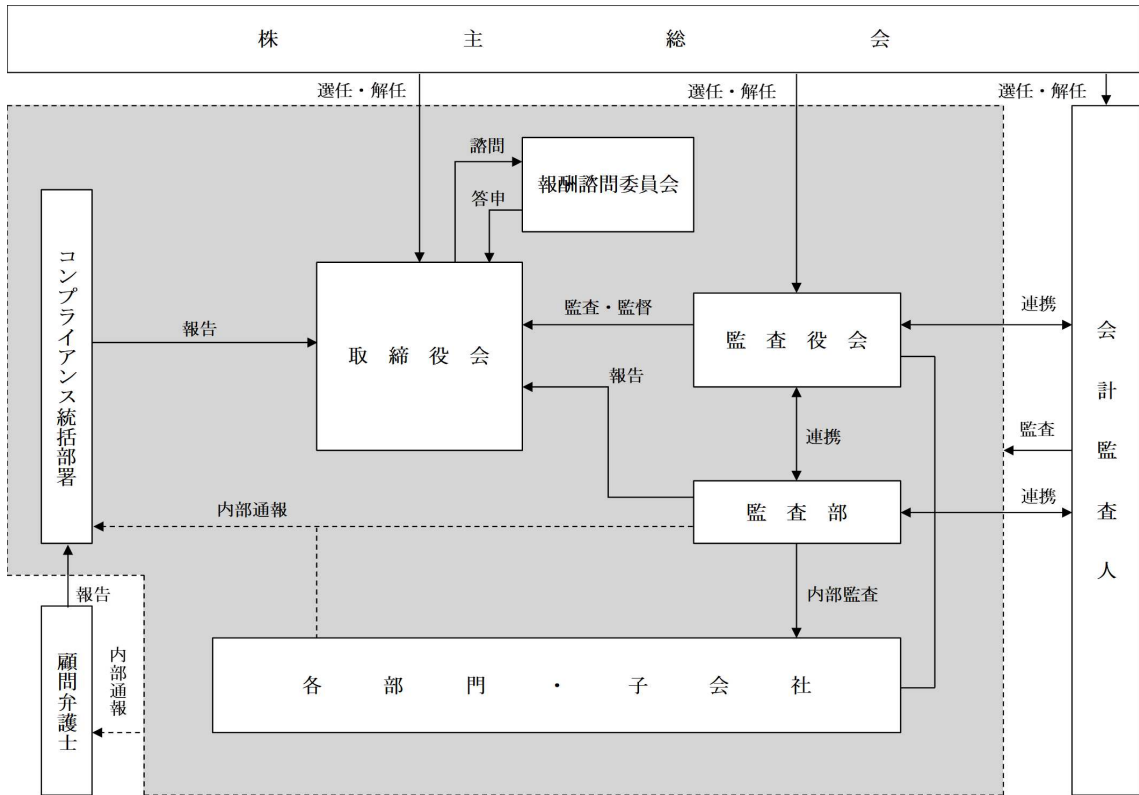 株主総会
選任・解任
選任・解任
選任・解任
諮問
報酬諮問委員会
答申
コンプライアンス統括部署
報告
取締役会
監査・監督
監査役会
連携
会計監査人
報告
連携
監査
監査部
連携
内部通報
内部監査
報告
顧問弁護士
内部通報
各部門・子会社